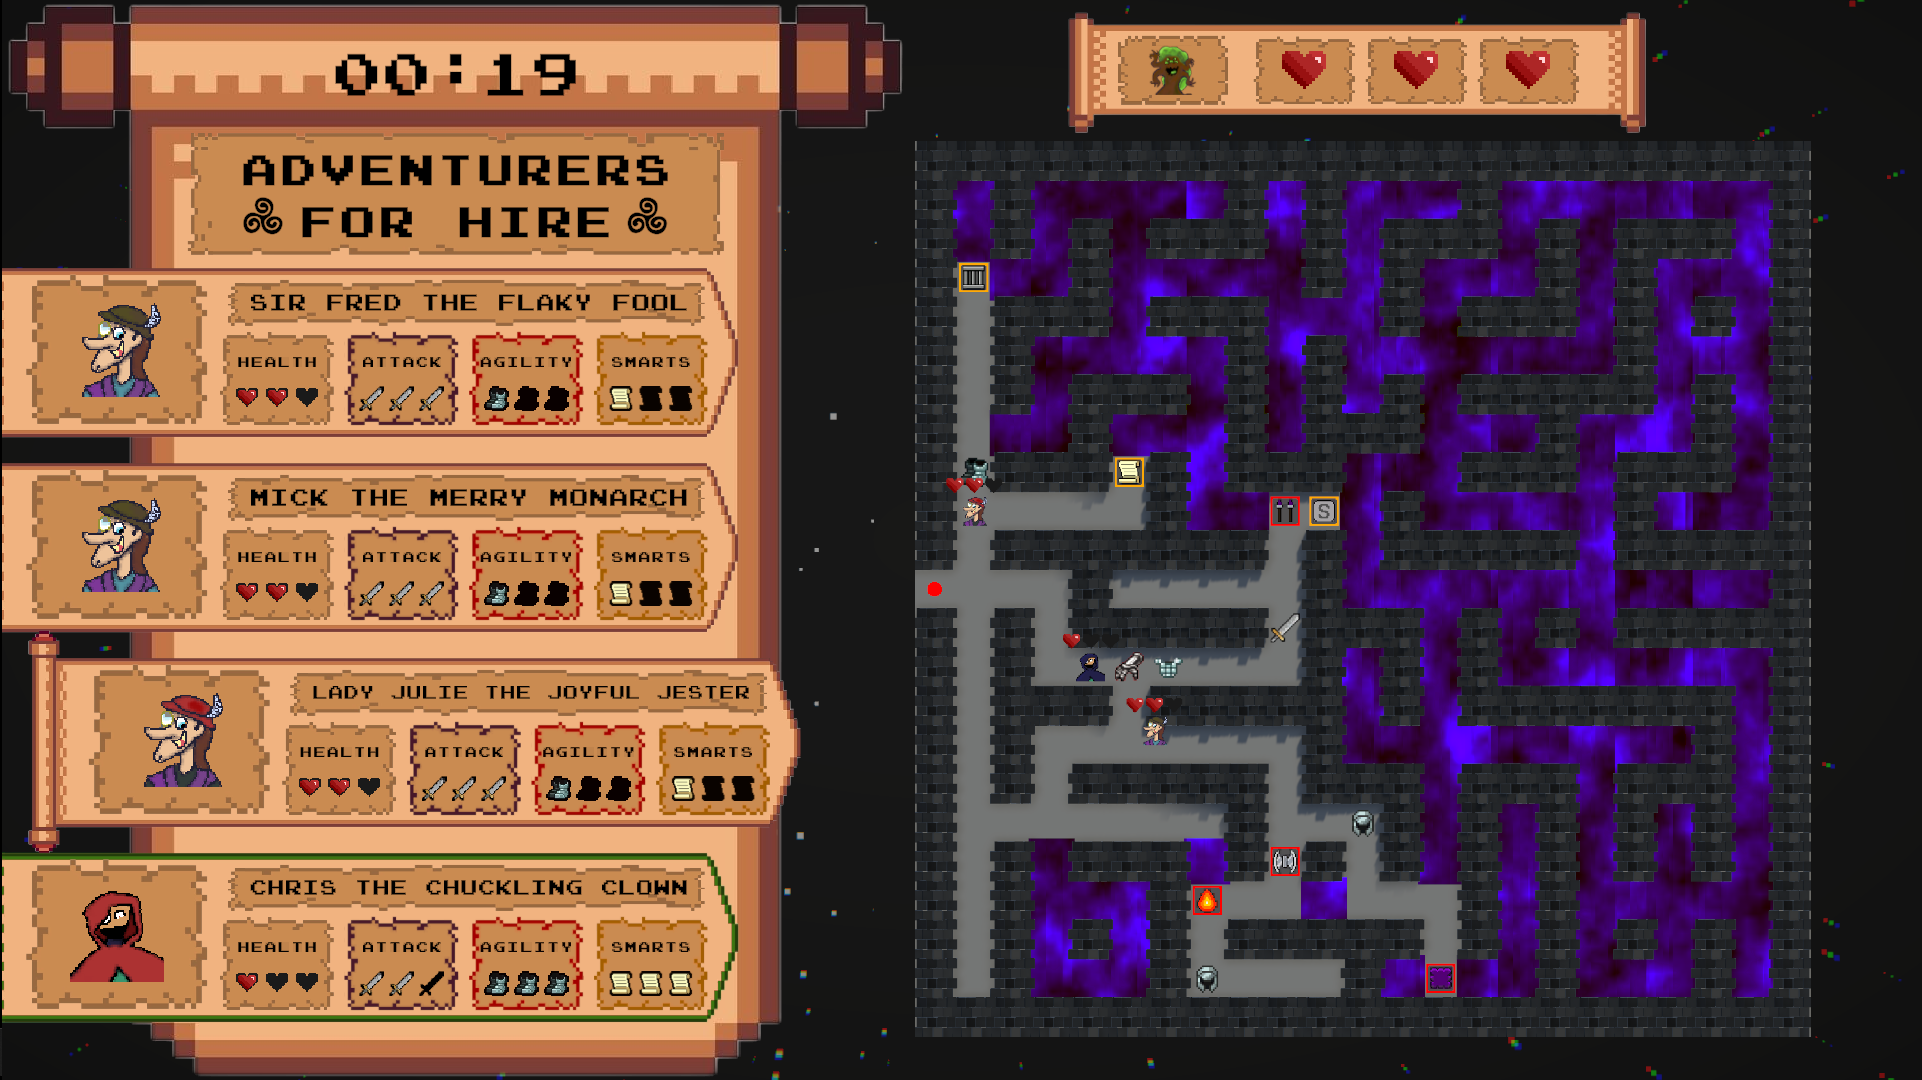 00:19
ADVENTURERS
FOR HIRE
SIR FRED THE FLAKY FOOL
HEALTH ATTACK AGILITY SMARTS
MICK THE MERRY MONARCH
HEALTH ATTACK AGILITY SMARTS
LADY JULIE THE JOYFUL JESTER
HEALTH ATTACK AGILITY SMARTS
CHRIS THE CHUCKLING CLOWN
HEALTH ATTACK AGILITY SMARTS
S